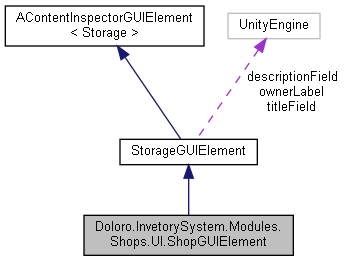 AContentInspectorGUIElement
< Storage >
UnityEngine
descriptionField
ownerLabel
titleField
StorageGUIElement
Doloro.InvetorySystem.Modules.
Shops.UI.ShopGUIElement